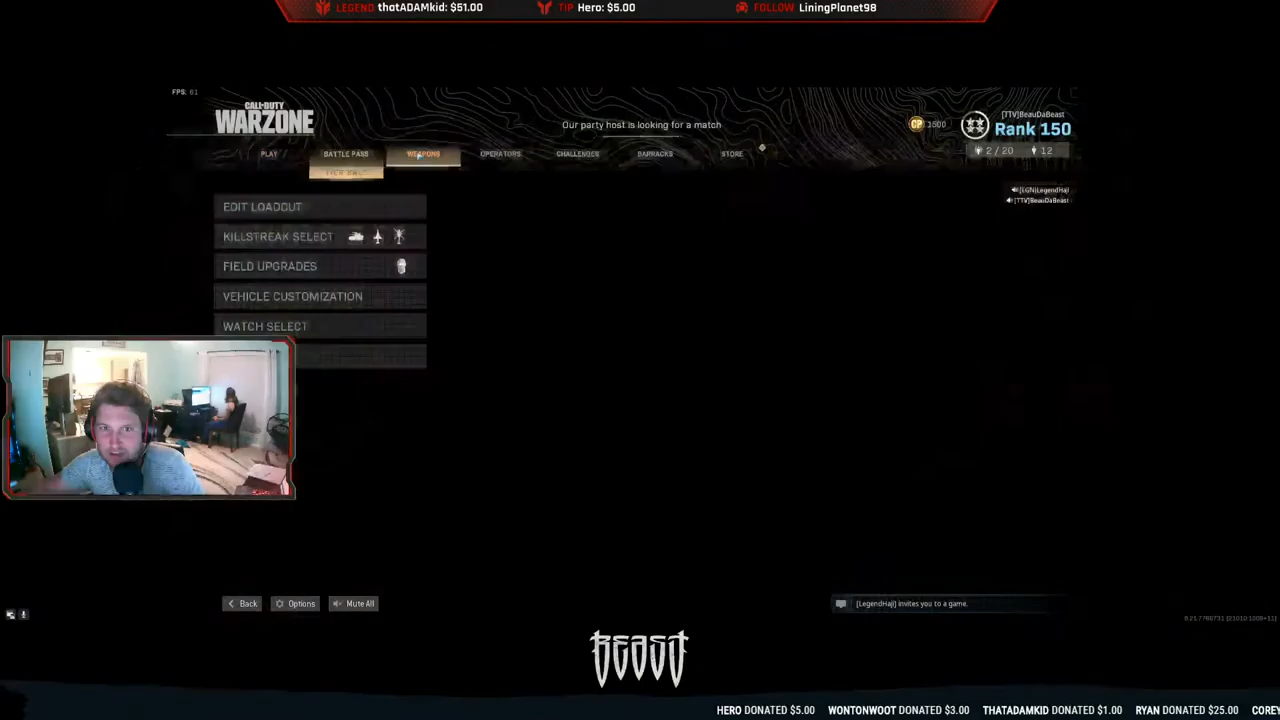 LEGEND thatADAMkid: $51.00 TIP Hero: $5.00 FOLLOW LiningPlanet98
FPS: 61
CALL OF DUTY
WARZONE
Our party host is looking for a match
1500
[TTV]BeauDaBeast
Rank 150
2 / 20 12
PLAY BATTLE PASS WEAPONS OPERATORS CHALLENGES BARRACKS STORE
[LGN]LegendHaji
[TTV]BeauDaBeast
EDIT LOADOUT
KILLSTREAK SELECT
FIELD UPGRADES
VEHICLE CUSTOMIZATION
WATCH SELECT
Back Options Mute All
[LegendHaji] invites you to a game.
BEAST
HERO DONATED $5.00 WONTONWOOT DONATED $3.00 THATADAMKID DONATED $1.00 RYAN DONATED $25.00 COREY